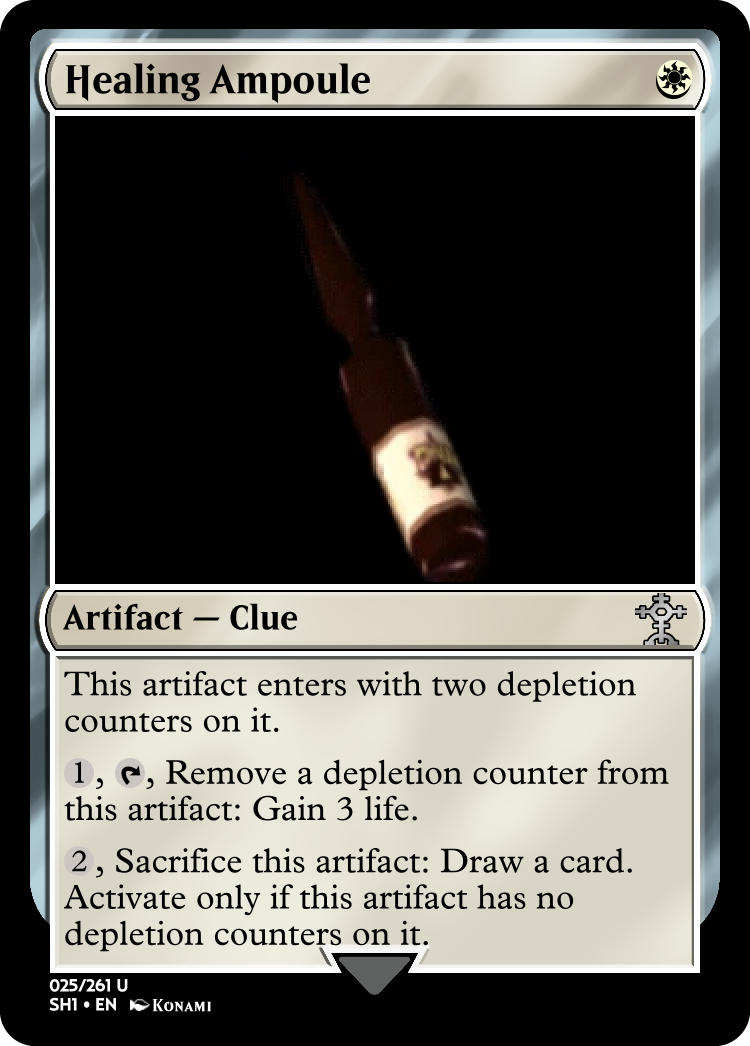 Healing Ampoule
Artifact — Clue
This artifact enters with two depletion
counters on it.
1, , Remove a depletion counter from
this artifact: Gain 3 life.
2, Sacrifice this artifact: Draw a card.
Activate only if this artifact has no
depletion counters on it.
025/261 U
SH1 • EN KONAMI